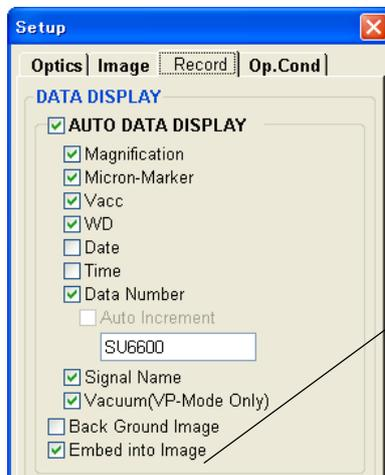 Setup
Optics Image Record Op.Cond
DATA DISPLAY
AUTO DATA DISPLAY
Magnification
Micron-Marker
Vacc
WD
Date
Time
Data Number
Auto Increment
SU6600
Signal Name
Vacuum(VP-Mode Only)
Back Ground Image
Embed into Image